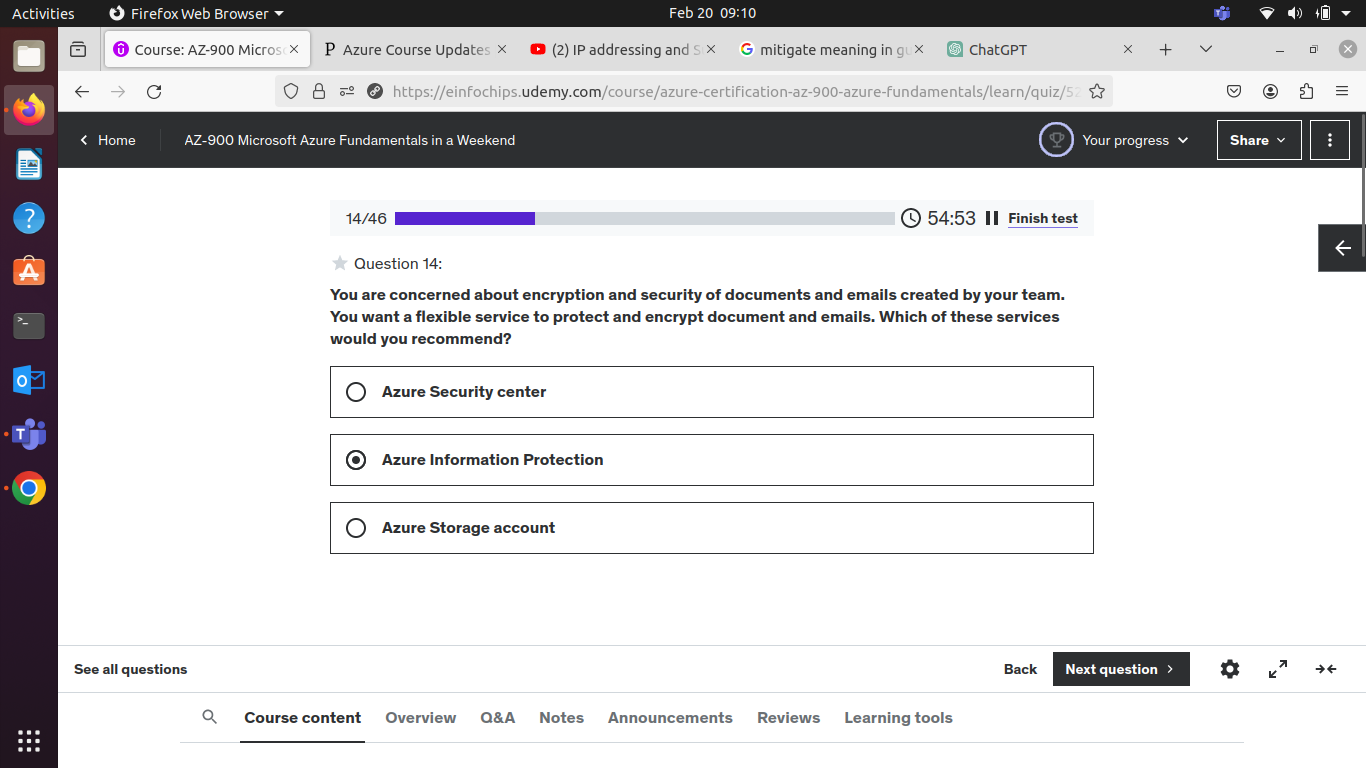 Activities
Firefox Web Browser
Feb 20 09:10
Course: AZ-900 Micros
Azure Course Updates
(2) IP addressing and S
mitigate meaning in gu
ChatGPT
https://einfochips.udemy.com/course/azure-certification-az-900-azure-fundamentals/learn/quiz/52
Home
AZ-900 Microsoft Azure Fundamentals in a Weekend
Your progress
Share
14/46
54:53
Finish test
Question 14:
You are concerned about encryption and security of documents and emails created by your team.
You want a flexible service to protect and encrypt document and emails. Which of these services
would you recommend?
Azure Security center
Azure Information Protection
Azure Storage account
See all questions
Back
Next question
Course content
Overview
Q&A
Notes
Announcements
Reviews
Learning tools